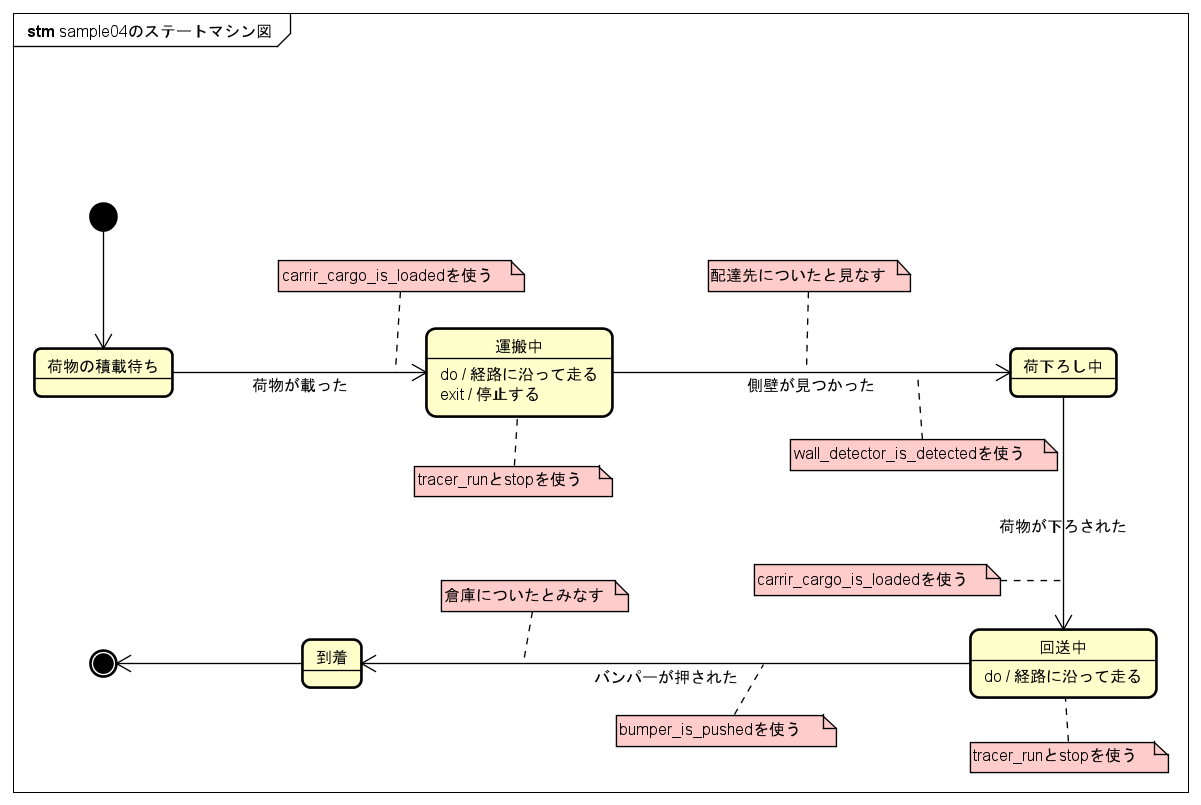 stm sample04のステートマシン図
carrir_cargo_is_loadedを使う
配達先についたと見なす
荷物の積載待ち
荷物が載った
運搬中
do / 経路に沿って走る
exit / 停止する
側壁が見つかった
荷下ろし中
tracer_runとstopを使う
wall_detector_is_detectedを使う
荷物が下ろされた
carrir_cargo_is_loadedを使う
倉庫についたとみなす
到着
バンパーが押された
回送中
do / 経路に沿って走る
bumper_is_pushedを使う
tracer_runとstopを使う